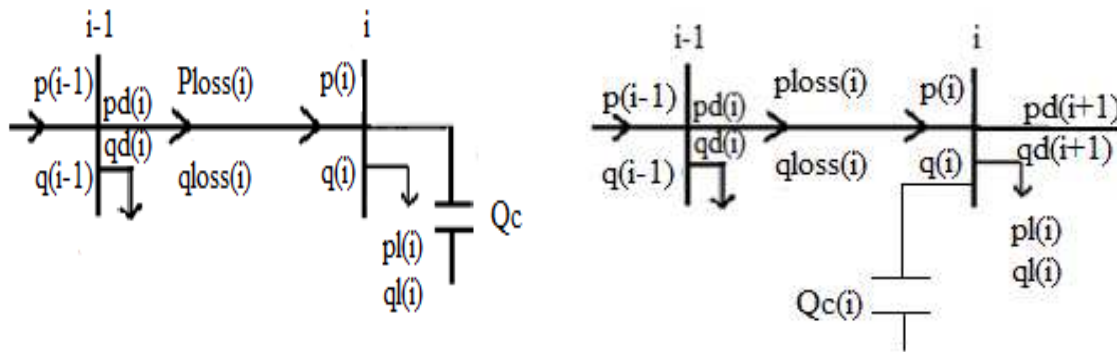 i-1
i
p(i-1)
pd(i)
Ploss(i)
p(i)
q(i-1)
qd(i)
qloss(i)
q(i)
Qc
pl(i)
ql(i)
i-1
i
p(i-1)
pd(i)
ploss(i)
p(i)
pd(i+1)
q(i-1)
qd(i)
qloss(i)
q(i)
qd(i+1)
pl(i)
ql(i)
Qc(i)